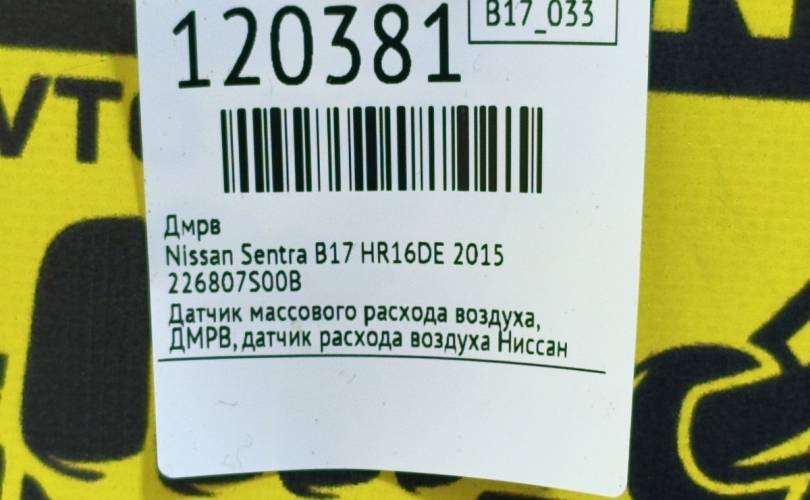 120381
B17_033
Дмрв
Nissan Sentra B17 HR16DE 2015
226807S00B
Датчик массового расхода воздуха,
ДМРВ, датчик расхода воздуха Ниссан